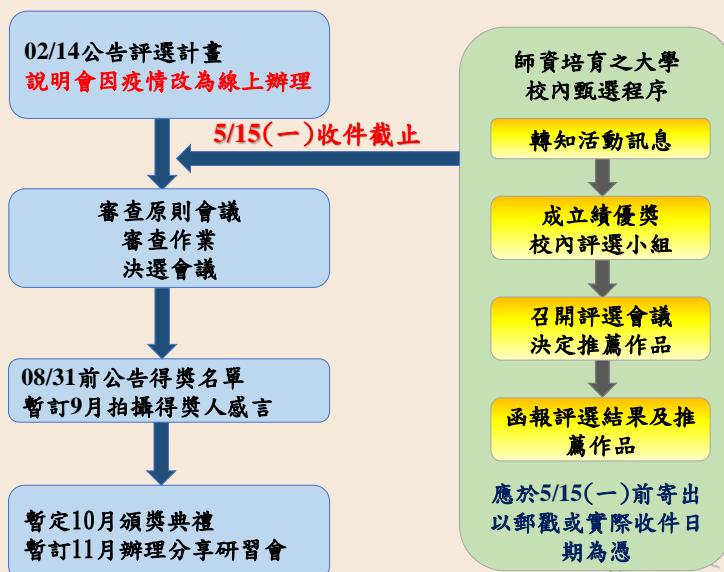 02/14公告評選計畫
說明會因疫情改為線上辦理
5/15(一)收件截止
審查原則會議
審查作業
決選會議
08/31前公告得獎名單
暫訂9月拍攝得獎人感言
暫定10月頒獎典禮
暫訂11月辦理分享研習會
師資培育之大學
校內甄選程序
轉知活動訊息
成立績優獎
校內評選小組
召開評選會議
決定推薦作品
函報評選結果及推
薦作品
應於5/15(一)前寄出
以郵戳或實際收件日
期為憑